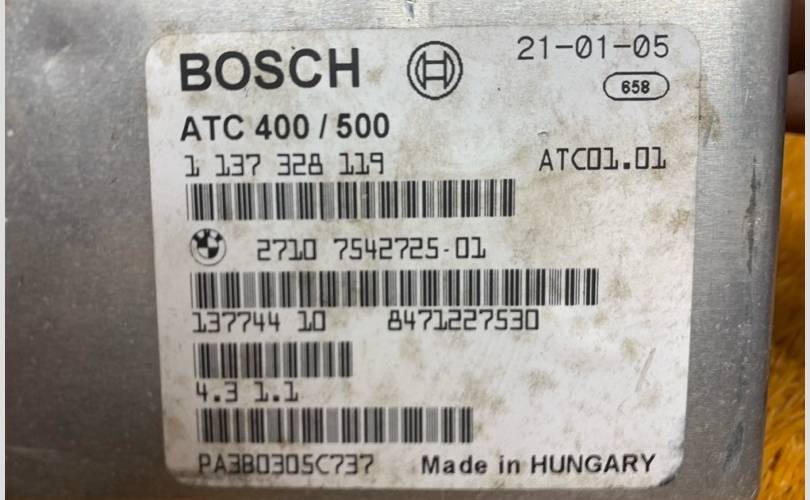 BOSCH 21-01-05
658
ATC 400 / 500
1 137 328 119 ATC01.01
2710 7542725-01
137744 10 8471227530
4.3 1.1
PA3B0305C737 Made in HUNGARY